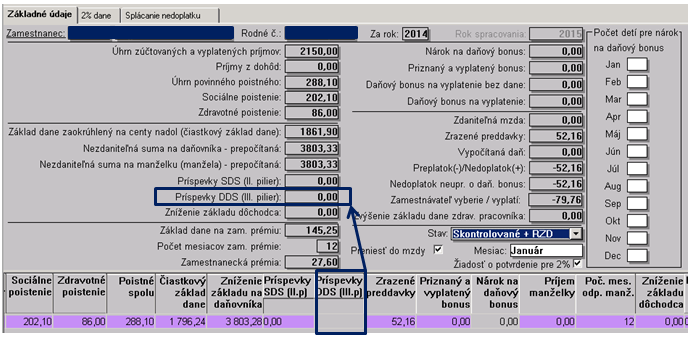 Základné údaje 2% dane Splácanie nedoplatku
Zamestnanec: Rodné č.: Za rok: 2014 Rok spracovania: 2015
Úhrn zúčtovaných a vyplatených príjmov: 2150,00
Príjmy z dohôd: 0,00
Úhrn povinného poistného: 288,10
Sociálne poistenie: 202,10
Zdravotné poistenie: 86,00
Základ dane zaokrúhlený na centy nadol (čiastkový základ dane): 1861,90
Nezdaniteľná suma na daňovníka - prepočítaná: 3803,33
Nezdaniteľná suma na manželku (manžela) - prepočítaná: 3803,33
Príspevky SDS (II. pilier): 0,00
Príspevky DDS (III. pilier): 0,00
Zníženie základu dôchodca: 0,00
Základ dane na zam. prémiu: 145,25
Počet mesiacov zam. prémie: 12
Zamestnanecká prémia: 27,60
Nárok na daňový bonus: 0,00
Priznaný a vyplatený bonus: 0,00
Daňový bonus na vyplatenie bez dane: 0,00
Daňový bonus na vyplatenie: 0,00
Zdaniteľná mzda: 0,00
Zrazené preddavky: 52,16
Vypočítaná daň: 0,00
Preplatok(-)/Nedoplatok(+): -52,16
Nedoplatok neupr. o daň. bonus: -52,16
Zamestnávateľ vyberie / vyplatí: -79,76
zvýšenie základu dane zdrav. pracovníka: 0,00
Stav: Skontrolované + RZD
Preniesť do mzdy Mesiac: Január
Žiadosť o potvrdenie pre 2%
Počet detí pre nárok
na daňový bonus
Jan
Feb
Mar
Apr
Máj
Jún
Júl
Aug
Sep
Okt
Nov
Dec
Sociálne poistenie Zdravotné poistenie Poistné spolu Čiastkový základ dane Zníženie základu na daňovníka Príspevky SDS (II.p) Príspevky DDS (III.p) Zrazené preddavky Priznaný a vyplatený bonus Nárok na daňový bonus Príjem manželky Poč. mes. odp. manž. Zníženie základu dôchodca
202,10 86,00 288,10 1 796,24 3 803,28 0,00 52,16 0,00 0,00 0,00 12 0,00